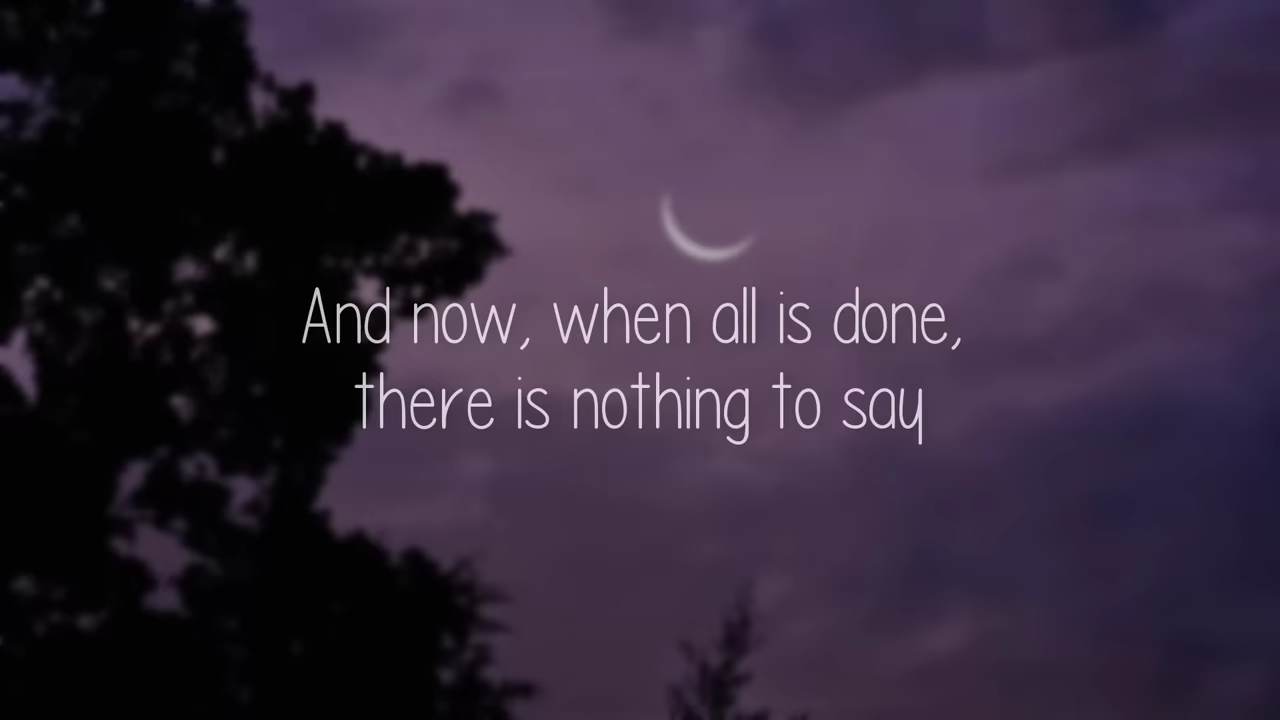 And now, when all is done,
there is nothing to say